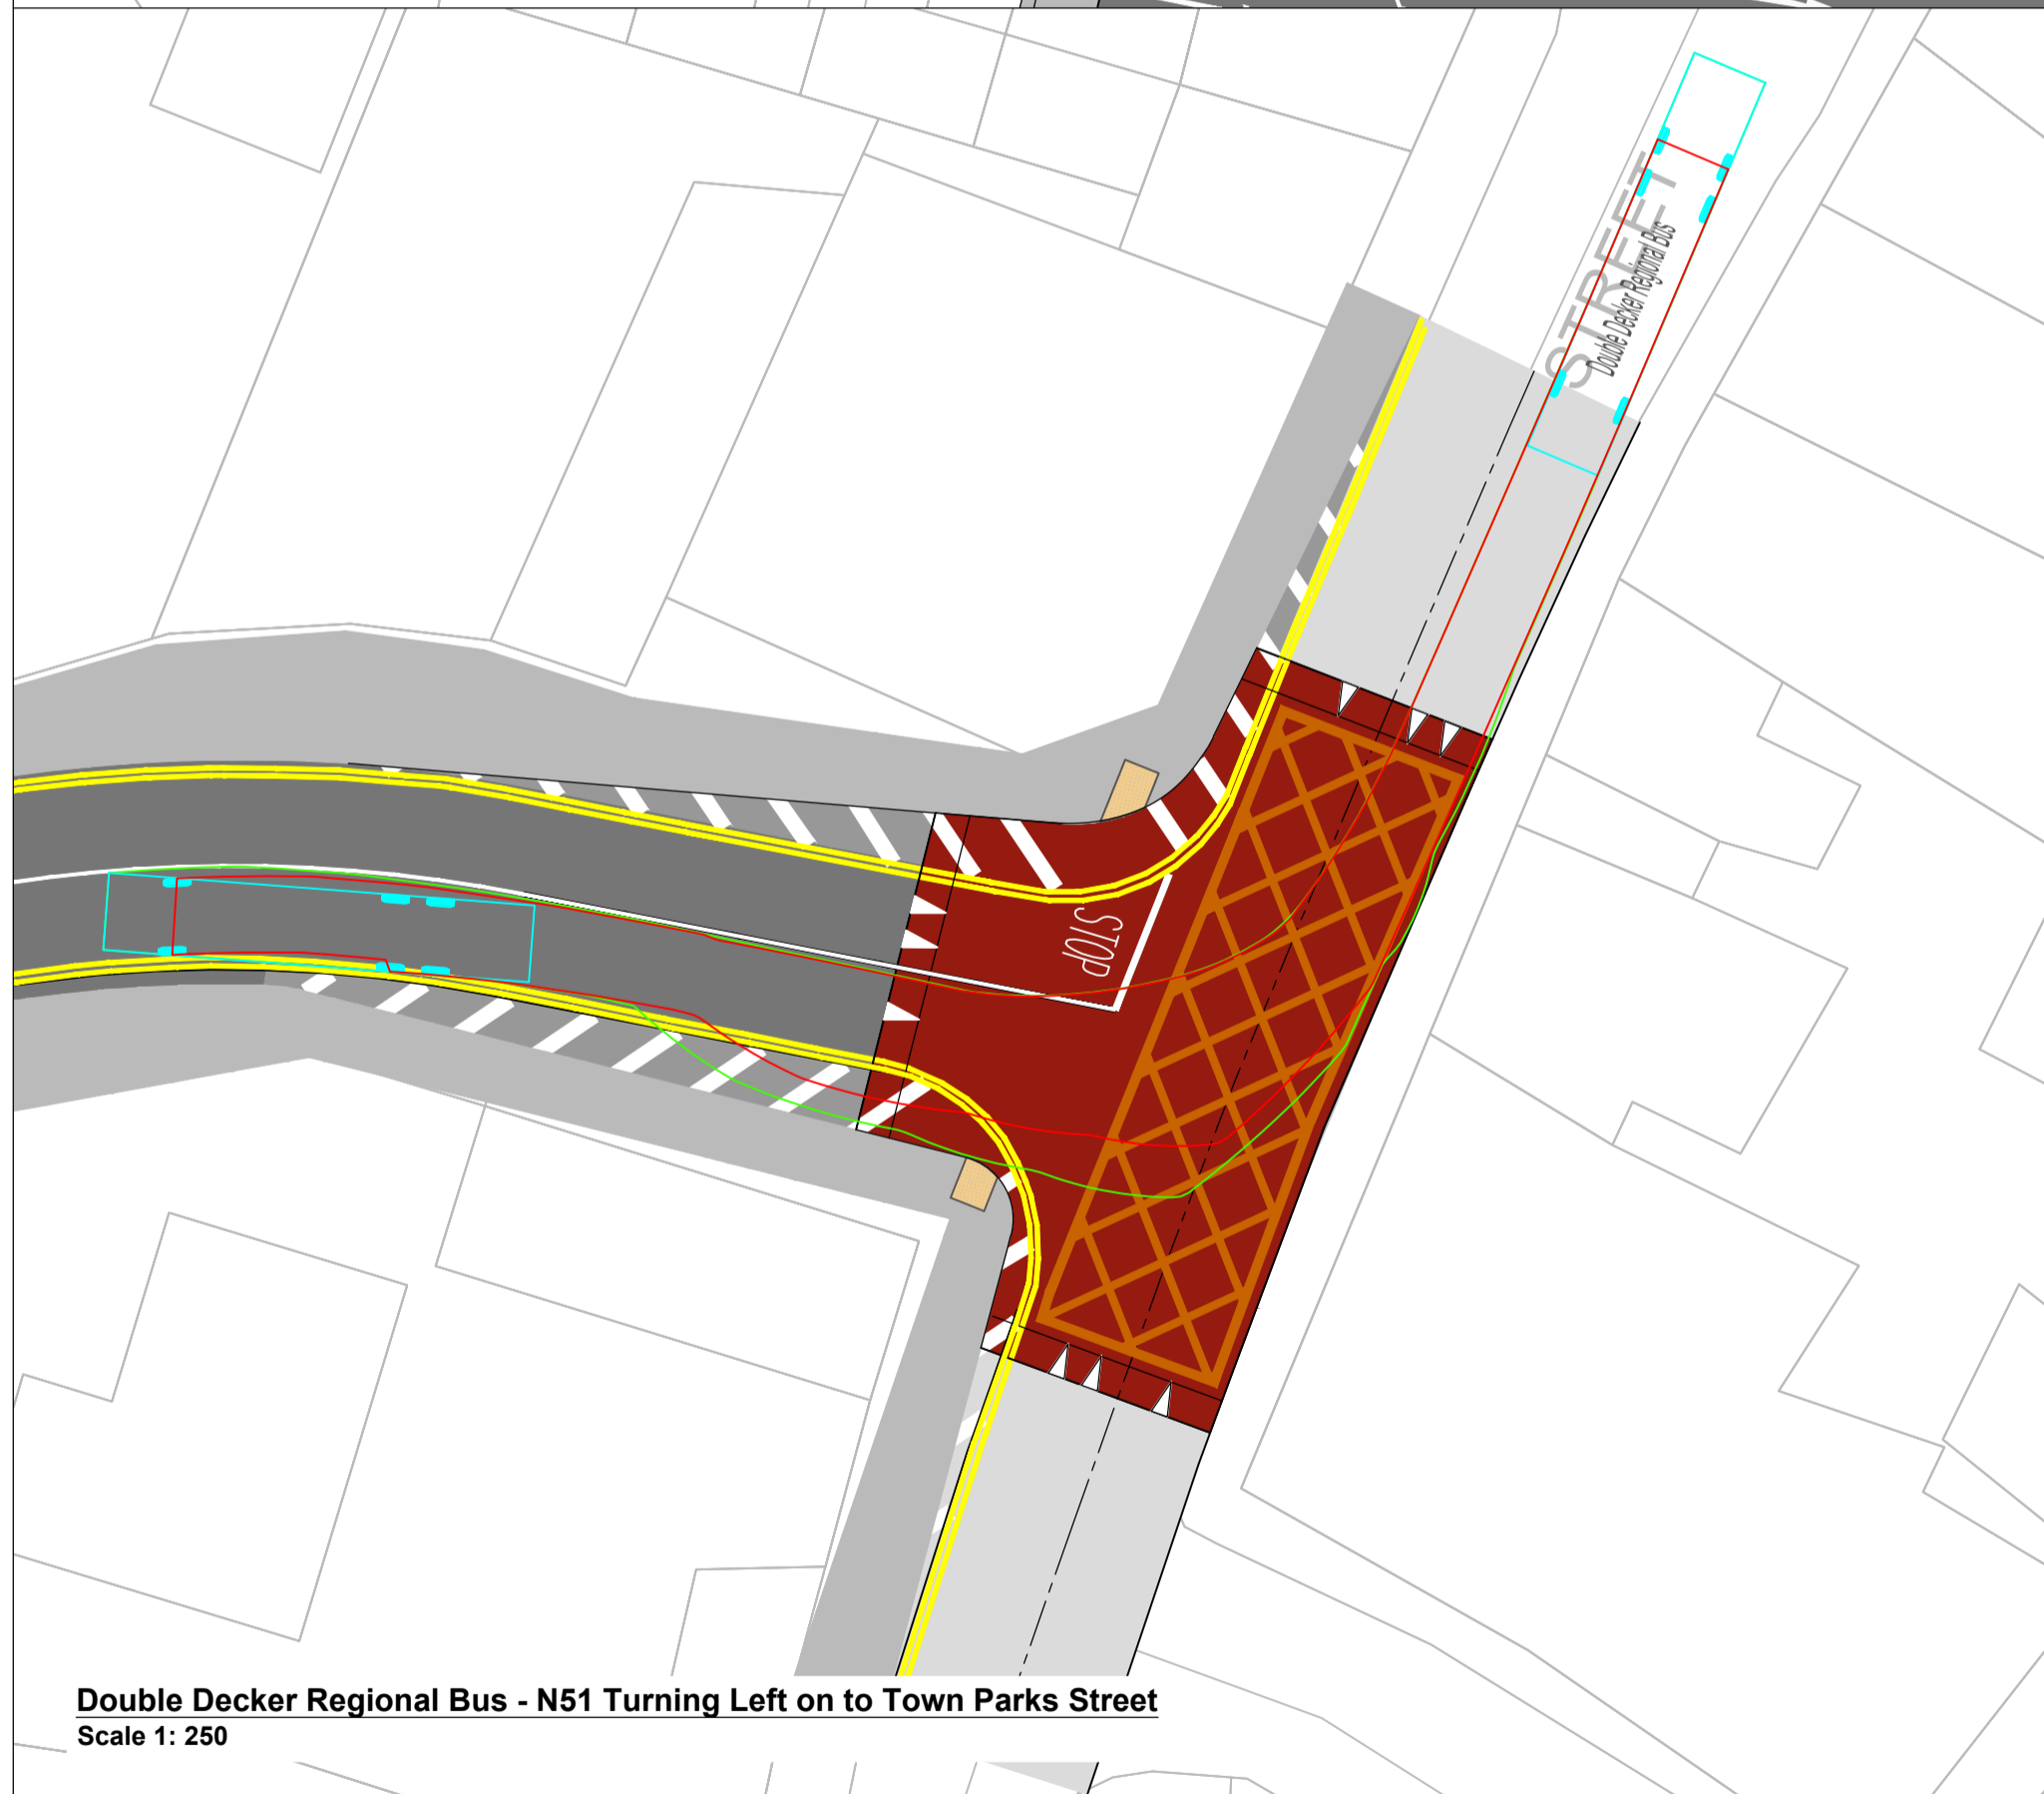 STREET
Double Decker Regional Bus
STOP
Double Decker Regional Bus - N51 Turning Left on to Town Parks Street
Scale 1: 250